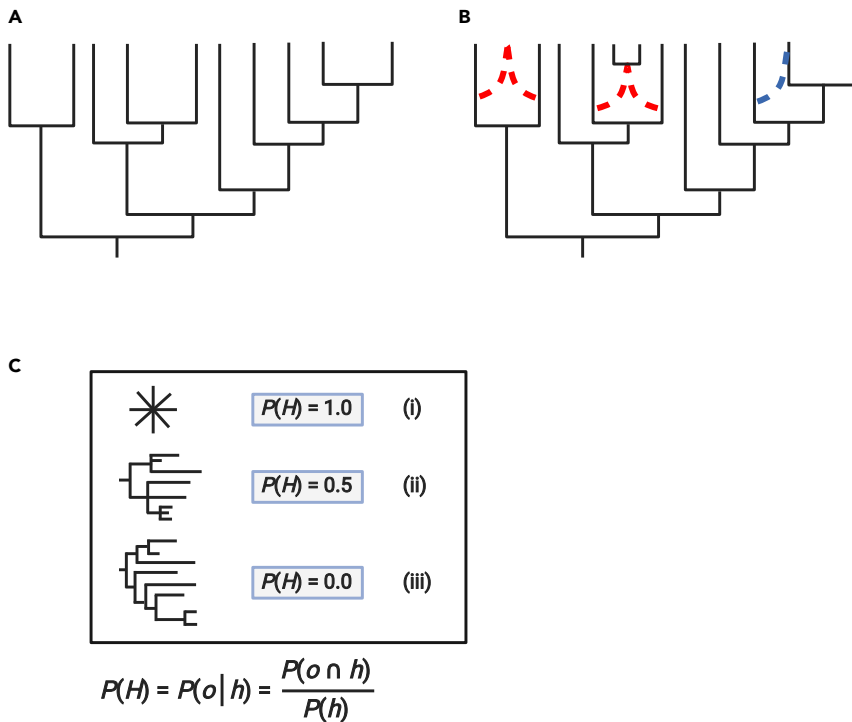 A
B
C
P(H) = 1.0 (i)
P(H) = 0.5 (ii)
P(H) = 0.0 (iii)
P(H) = P(o|h) = P(o ∩ h)
P(h)